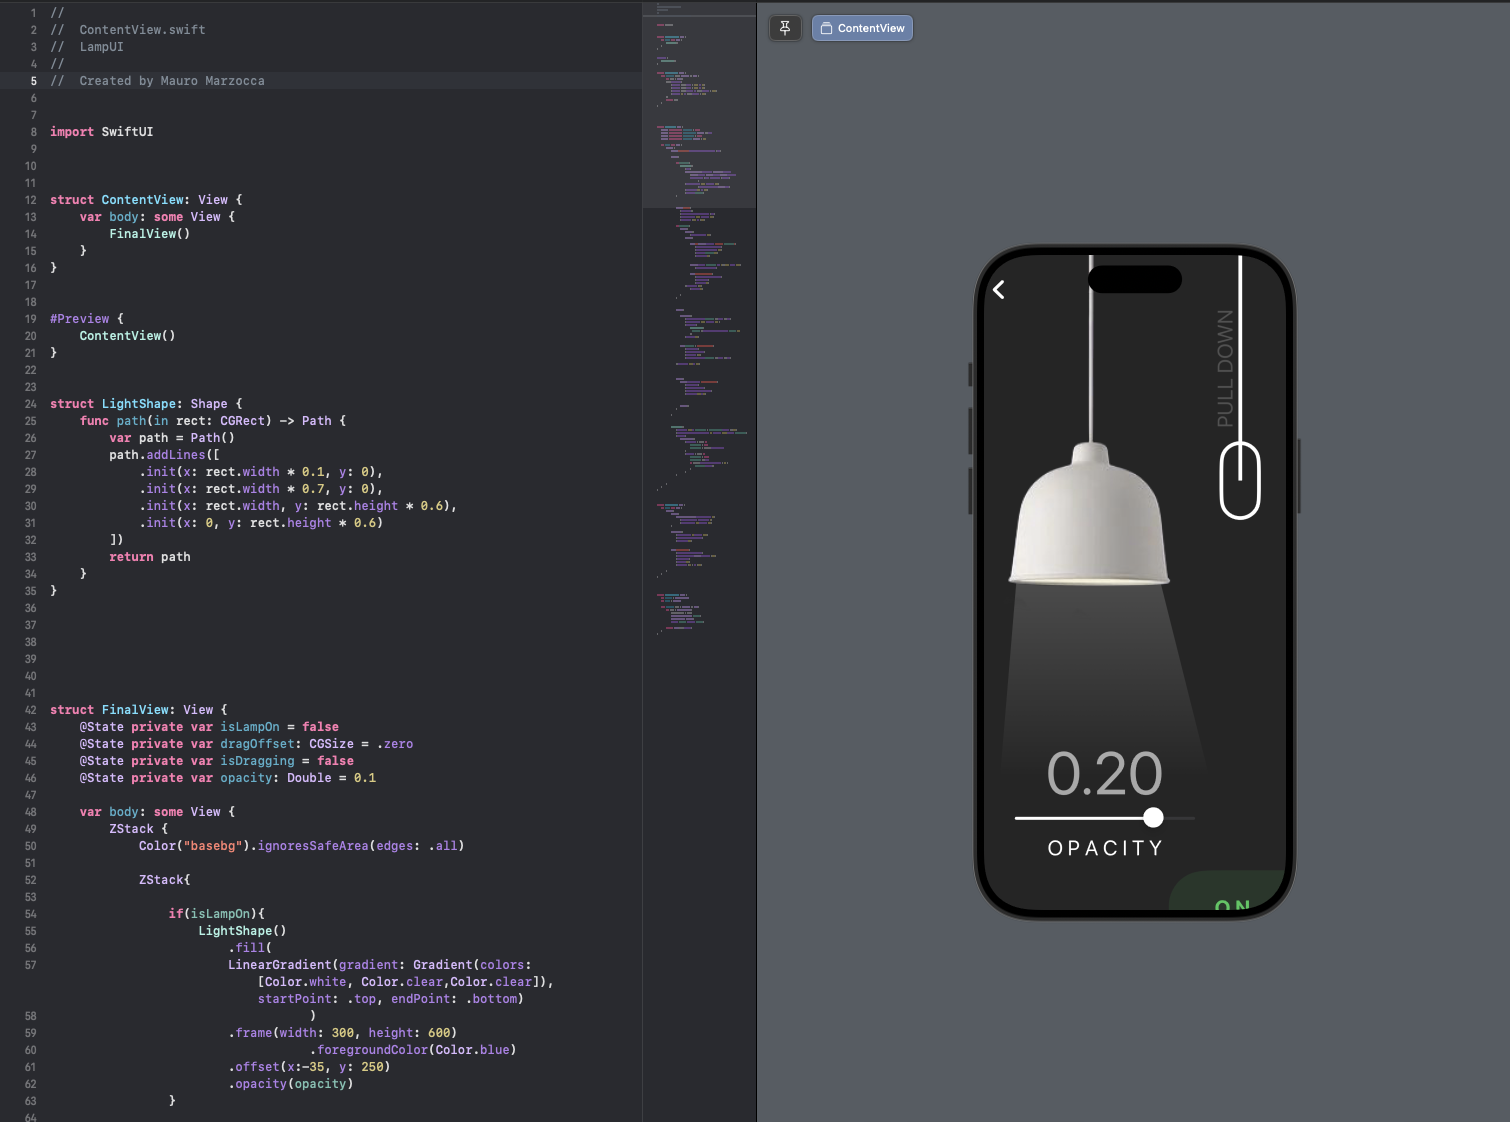 1 //
2 //  ContentView.swift
3 //  LampUI
4 //
5 //  Created by Mauro Marzocca
6
7
8 import SwiftUI
9
10
11
12 struct ContentView: View {
13     var body: some View {
14         FinalView()
15     }
16 }
17
18
19 #Preview {
20     ContentView()
21 }
22
23
24 struct LightShape: Shape {
25     func path(in rect: CGRect) -> Path {
26         var path = Path()
27         path.addLines([
28             .init(x: rect.width * 0.1, y: 0),
29             .init(x: rect.width * 0.7, y: 0),
30             .init(x: rect.width, y: rect.height * 0.6),
31             .init(x: 0, y: rect.height * 0.6)
32         ])
33         return path
34     }
35 }
36
37
38
39
40
41
42 struct FinalView: View {
43     @State private var isLampOn = false
44     @State private var dragOffset: CGSize = .zero
45     @State private var isDragging = false
46     @State private var opacity: Double = 0.1
47
48     var body: some View {
49         ZStack {
50             Color("basebg").ignoresSafeArea(edges: .all)
51
52             ZStack{
53
54                 if(isLampOn){
55                     LightShape()
56                         .fill(
57                         LinearGradient(gradient: Gradient(colors:
                            [Color.white, Color.clear,Color.clear]),
                            startPoint: .top, endPoint: .bottom)
58                                    )
59                         .frame(width: 300, height: 600)
60                                    .foregroundColor(Color.blue)
61                         .offset(x:-35, y: 250)
62                         .opacity(opacity)
63                 }
64
ContentView
PULL DOWN
0.20
OPACITY
ON